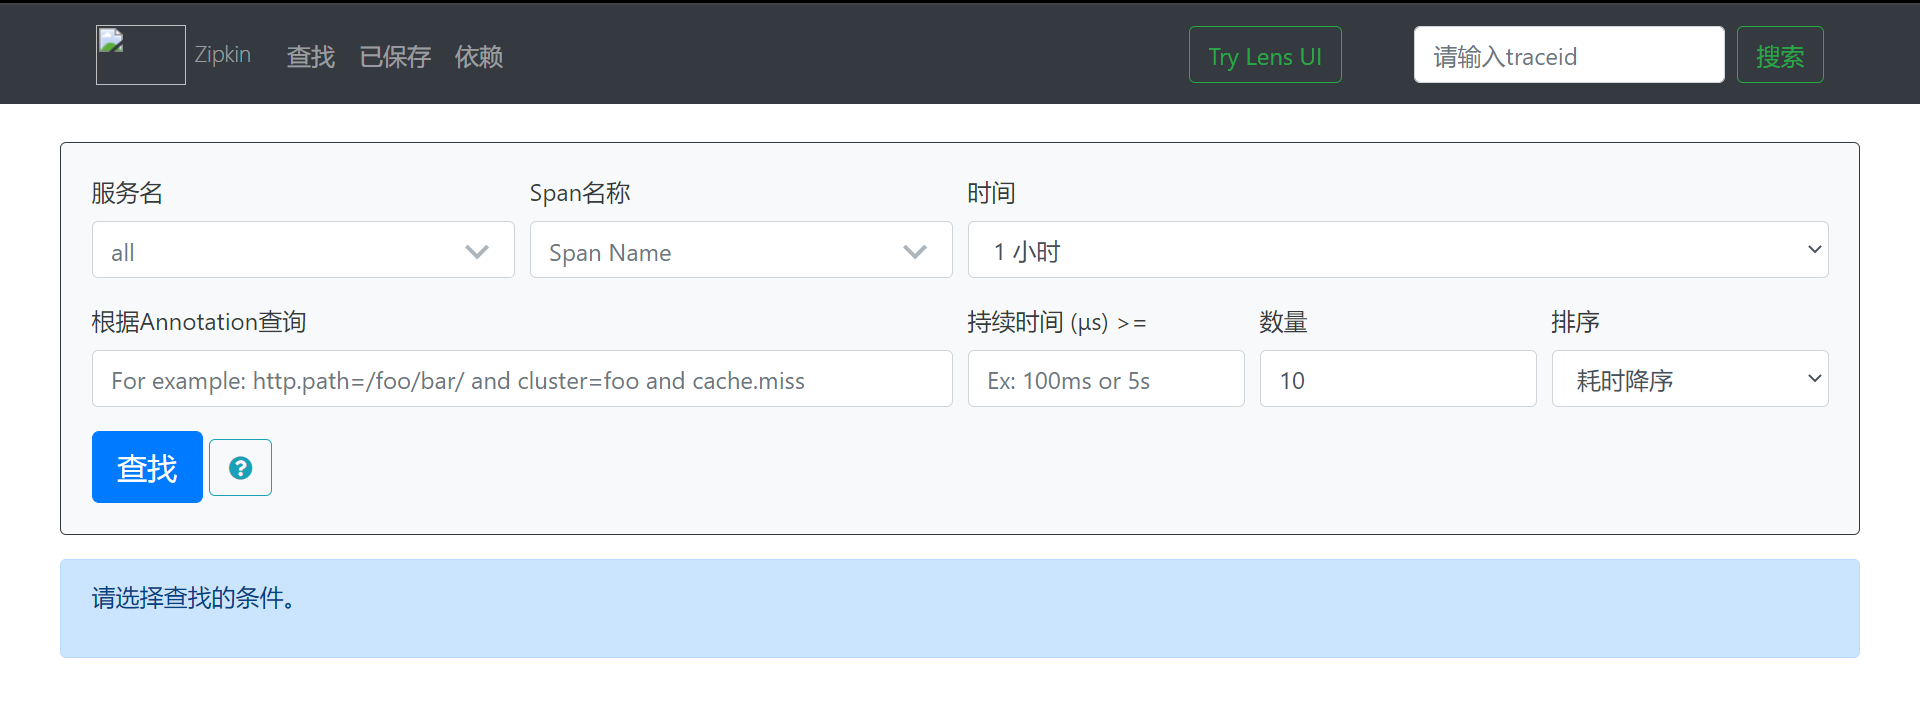 Zipkin 查找 已保存 依赖 Try Lens UI 请输入traceid 搜索
服务名 Span名称 时间
all Span Name 1 小时
根据Annotation查询 持续时间 (μs) >= 数量 排序
For example: http.path=/foo/bar/ and cluster=foo and cache.miss Ex: 100ms or 5s 10 耗时降序
查找 ?
请选择查找的条件。